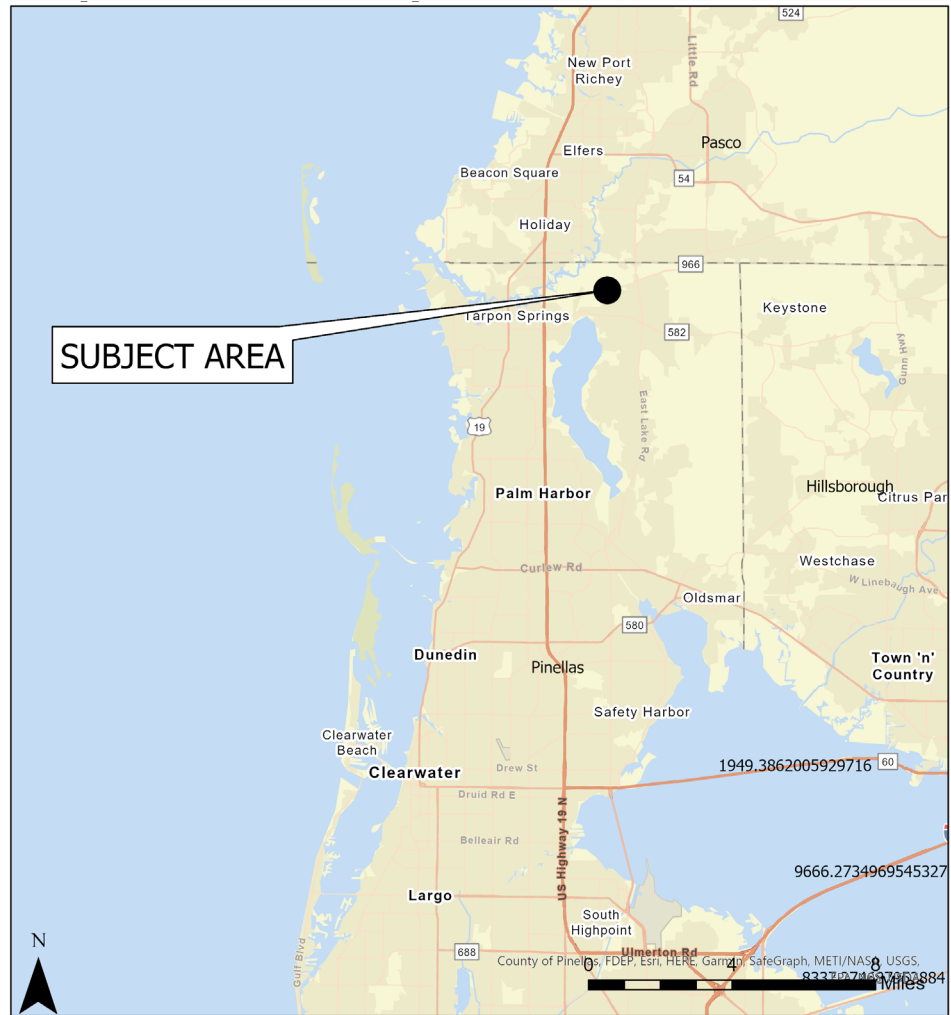 524
New Port
Richey
Little Rd
Pasco
Elfers
Beacon Square
54
Holiday
966
Keystone
Tarpon Springs
582
SUBJECT AREA
Gunn Hwy
East Lake Rd
19
Palm Harbor
Hillsborough
Citrus Par
Westchase
Curlew Rd
W Linebaugh Ave
Oldsmar
580
Dunedin
Town 'n'
Country
Pinellas
Safety Harbor
Clearwater
Beach
1949.3862005929716
60
Clearwater
Drew St
Druid Rd E
US Highway 19 N
Belleair Rd
9666.2734969545327
Largo
South
Highpoint
N
Gulf Blvd
688
Ulmerton Rd
County of Pinellas, FDEP, Esri, HERE, Garmin, SafeGraph, METI/NASA, USGS,
0 4 8
Miles